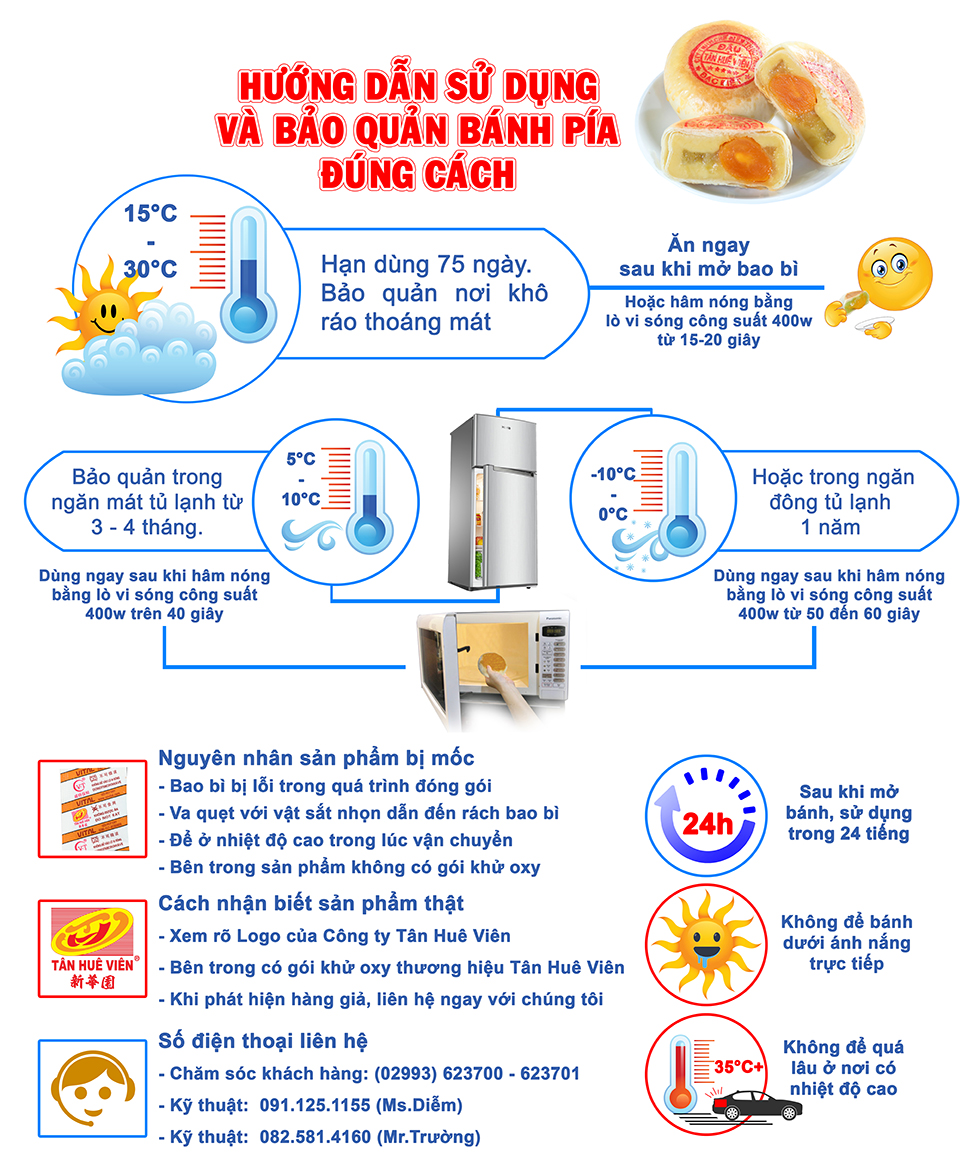 HƯỚNG DẪN SỬ DỤNG
VÀ BẢO QUẢN BÁNH PÍA
ĐÚNG CÁCH
ĐẬU
TÂN HUÊ VIÊN
15°C
-
30°C
Hạn dùng 75 ngày.
Bảo quản nơi khô
ráo thoáng mát
Ăn ngay
sau khi mở bao bì
Hoặc hâm nóng bằng
lò vi sóng công suất 400w
từ 15-20 giây
Bảo quản trong
ngăn mát tủ lạnh từ
3 - 4 tháng.
5°C
-
10°C
-10°C
-
0°C
Hoặc trong ngăn
đông tủ lạnh
1 năm
Dùng ngay sau khi hâm nóng
bằng lò vi sóng công suất
400w trên 40 giây
Dùng ngay sau khi hâm nóng
bằng lò vi sóng công suất
400w từ 50 đến 60 giây
Panasonic
Nguyên nhân sản phẩm bị mốc
- Bao bì bị lỗi trong quá trình đóng gói
- Va quẹt với vật sắt nhọn dẫn đến rách bao bì
- Để ở nhiệt độ cao trong lúc vận chuyển
- Bên trong sản phẩm không có gói khử oxy
VITAL
VITAL
DO NOT EAT
VITAL
24h
Sau khi mở
bánh, sử dụng
trong 24 tiếng
Cách nhận biết sản phẩm thật
- Xem rõ Logo của Công ty Tân Huê Viên
- Bên trong có gói khử oxy thương hiệu Tân Huê Viên
- Khi phát hiện hàng giả, liên hệ ngay với chúng tôi
TÂN HUÊ VIÊN®
新華園
Không để bánh
dưới ánh nắng
trực tiếp
Số điện thoại liên hệ
- Chăm sóc khách hàng: (02993) 623700 - 623701
- Kỹ thuật: 091.125.1155 (Ms.Diễm)
- Kỹ thuật: 082.581.4160 (Mr.Trường)
35°C+
Không để quá
lâu ở nơi có
nhiệt độ cao